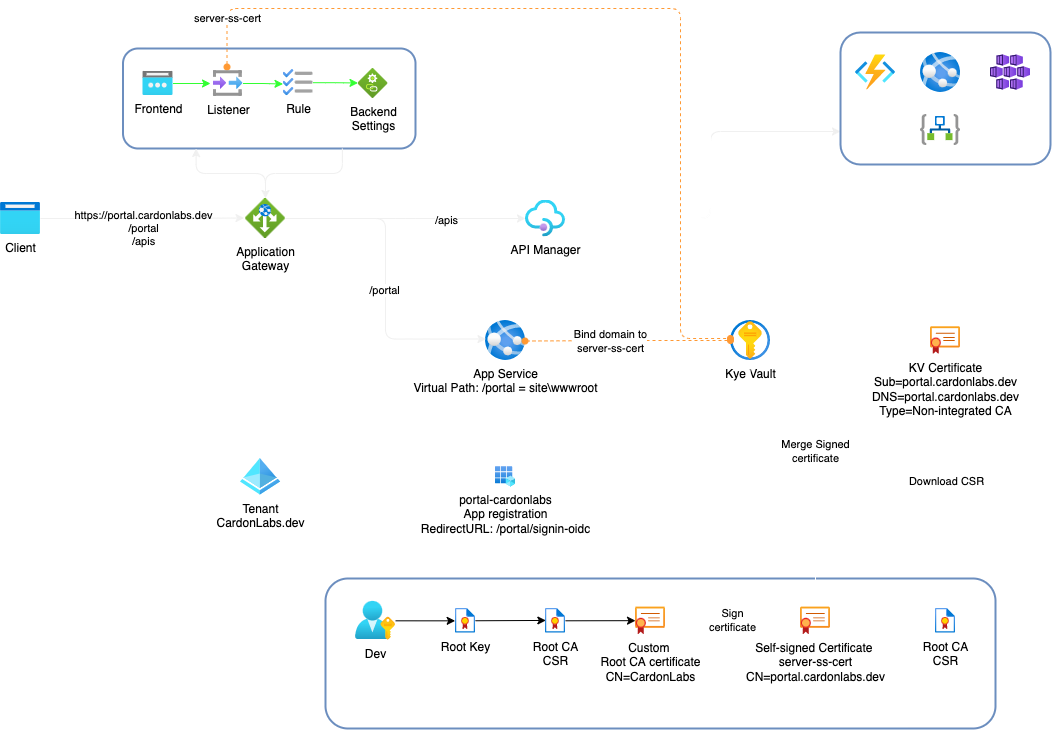 server-ss-cert
Frontend
Listener
Rule
Backend
Settings
Client
https://portal.cardonlabs.dev
/portal
/apis
Application
Gateway
/apis
API Manager
/portal
App Service
Virtual Path: /portal = site\wwwroot
Bind domain to
server-ss-cert
Kye Vault
KV Certificate
Sub=portal.cardonlabs.dev
DNS=portal.cardonlabs.dev
Type=Non-integrated CA
Merge Signed
certificate
Download CSR
Tenant
CardonLabs.dev
portal-cardonlabs
App registration
RedirectURL: /portal/signin-oidc
Dev
Root Key
Root CA
CSR
Custom
Root CA certificate
CN=CardonLabs
Sign
certificate
Self-signed Certificate
server-ss-cert
CN=portal.cardonlabs.dev
Root CA
CSR